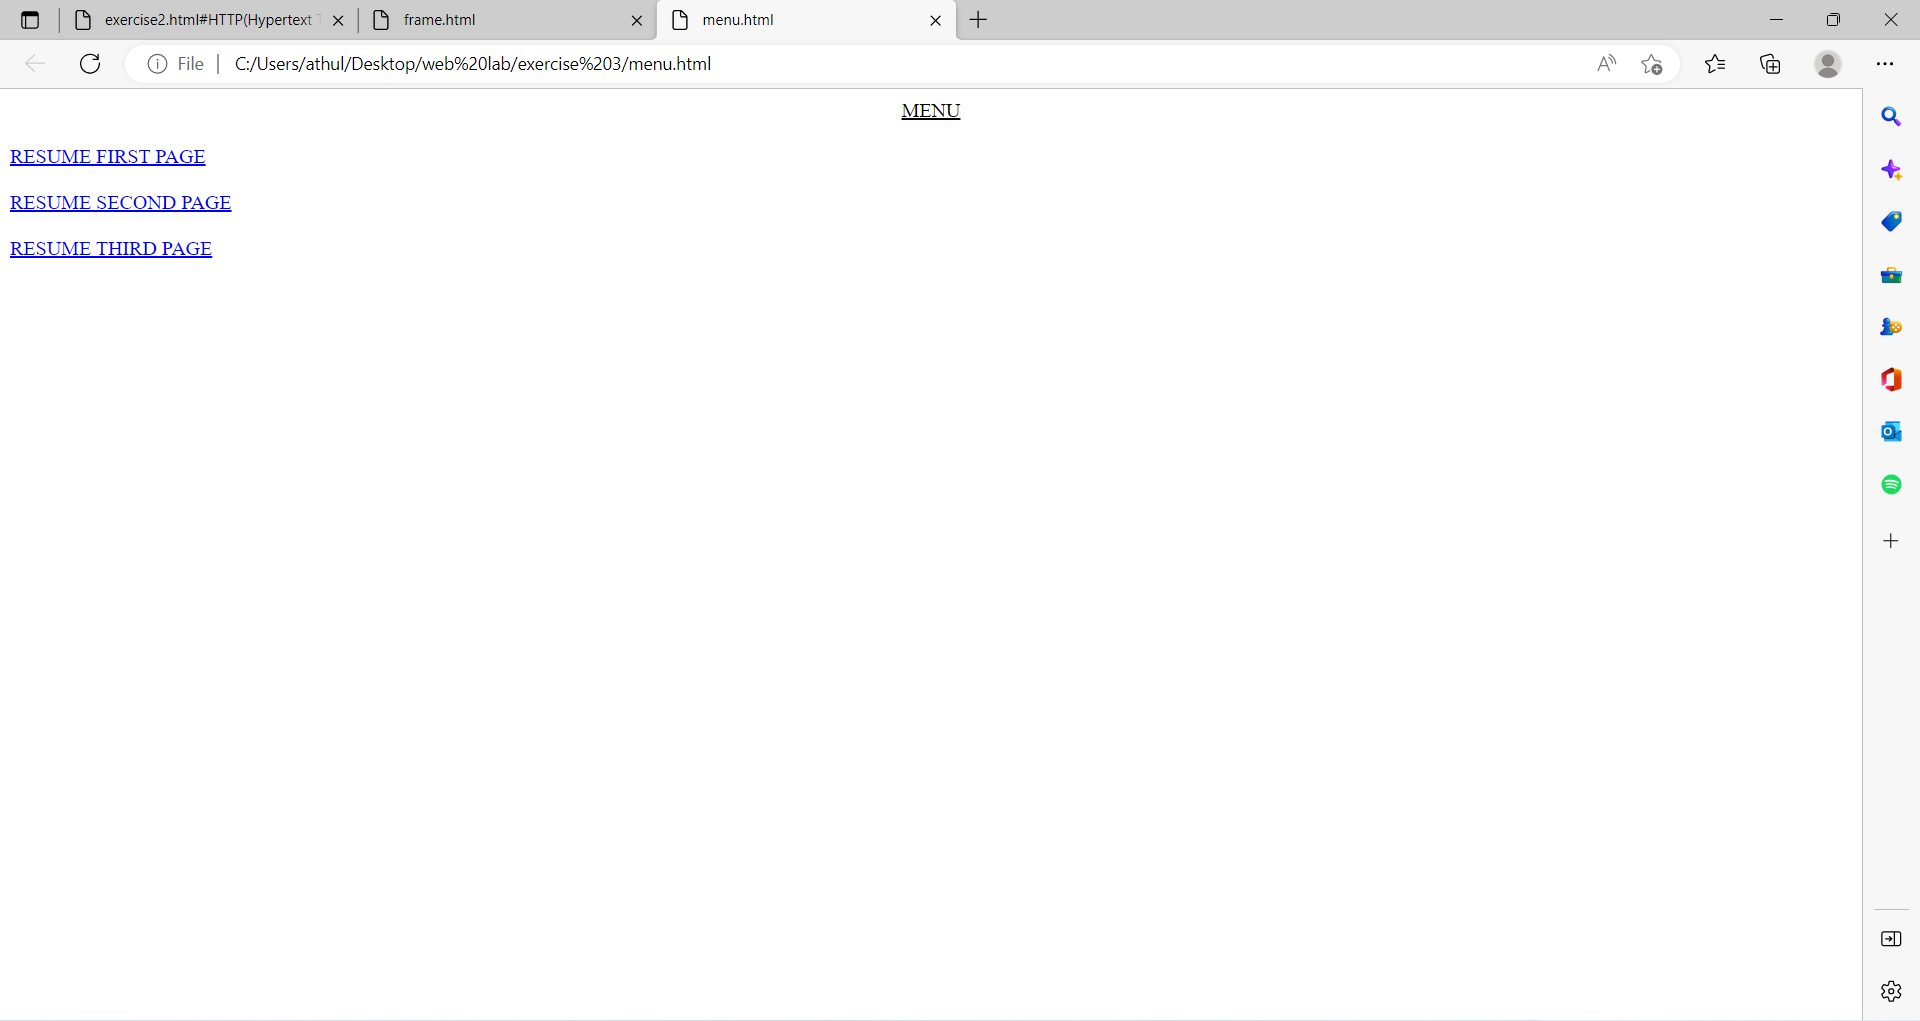 exercise2.html#HTTP(Hypertext
frame.html
menu.html
File
C:/Users/athul/Desktop/web%20lab/exercise%203/menu.html
MENU
RESUME FIRST PAGE
RESUME SECOND PAGE
RESUME THIRD PAGE